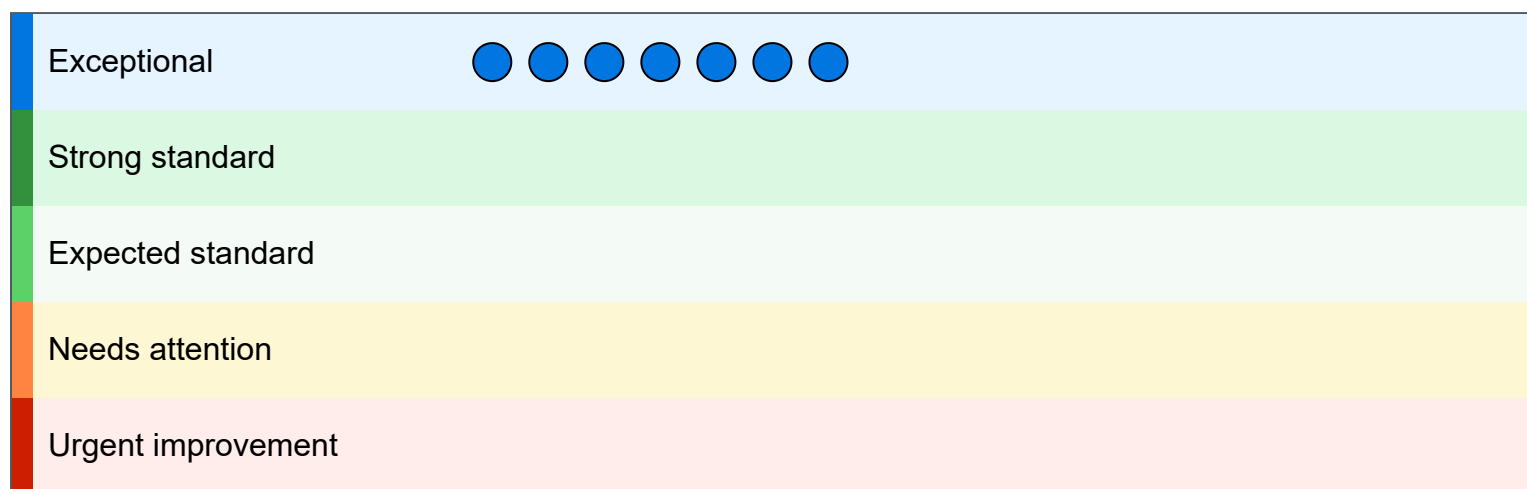 Exceptional
Strong standard
Expected standard
Needs attention
Urgent improvement